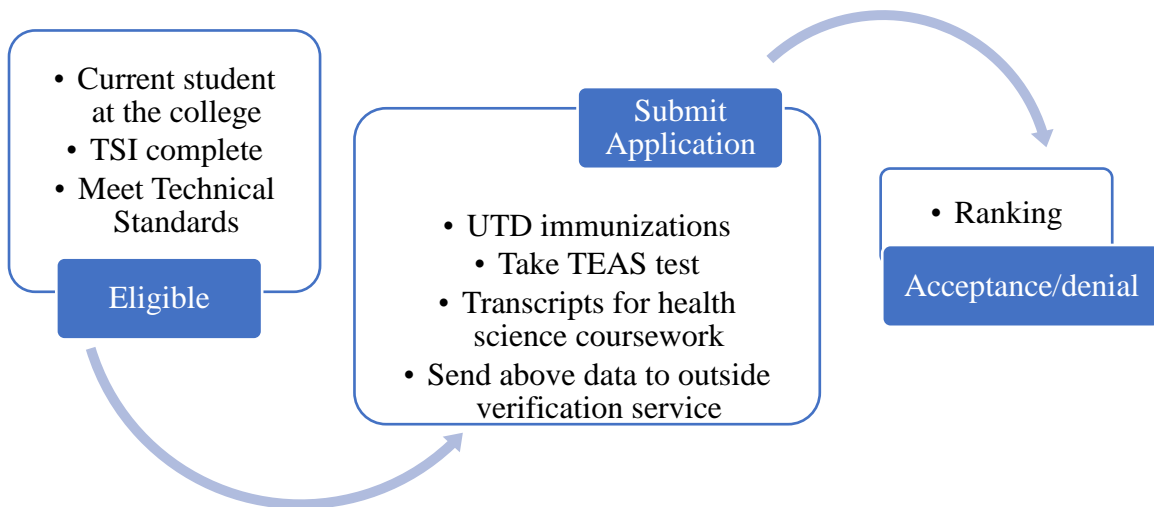 • Current student
at the college
• TSI complete
• Meet Technical
Standards
Eligible
Submit
Application
• UTD immunizations
• Take TEAS test
• Transcripts for health
science coursework
• Send above data to outside
verification service
• Ranking
Acceptance/denial